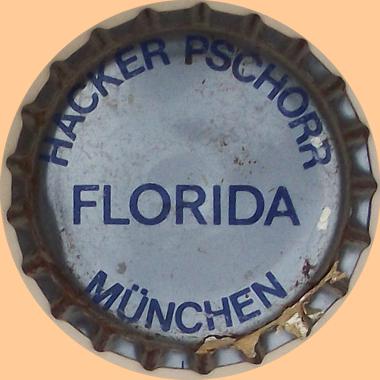 HACKER PSCHORR
FLORIDA
MÜNCHEN